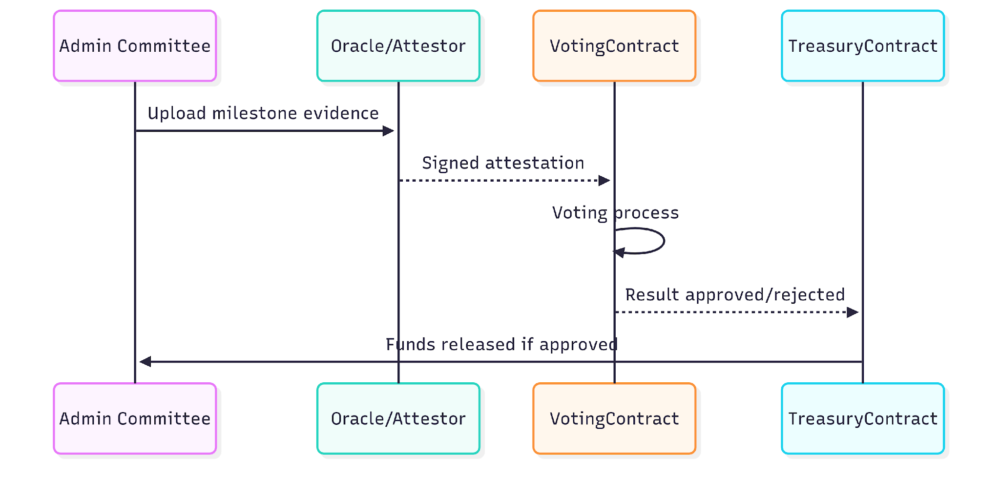 Admin Committee
Oracle/Attestor
VotingContract
TreasuryContract
Upload milestone evidence
Signed attestation
Voting process
Result approved/rejected
Funds released if approved
Admin Committee
Oracle/Attestor
VotingContract
TreasuryContract